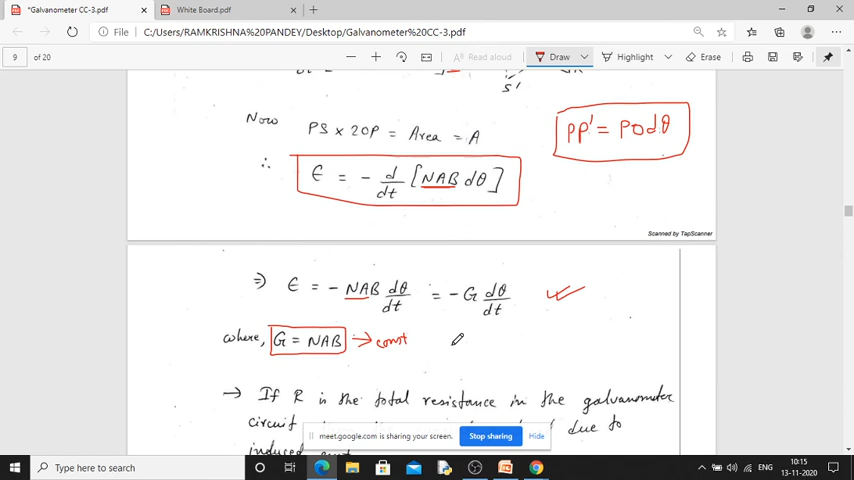 *Galvanometer CC-3.pdf
White Board.pdf
C:/Users/RAMKRISHNA%20PANDEY/Desktop/Galvanometer%20CC-3.pdf
9 of 20
Read aloud
Draw
Highlight
Erase
S'
Now PS × 2OP = Area = A
PP' = POdθ
∴ ε = - d/dt [NAB dθ]
Scanned by TapScanner
⇒ ε = - NAB dθ/dt = - G dθ/dt
where, G = NAB → const
→ If R is the total resistance in the galvanometer
circuit due to
induced
meet.google.com is sharing your screen.
Stop sharing
Hide
Type here to search
ENG
10:15
13-11-2020